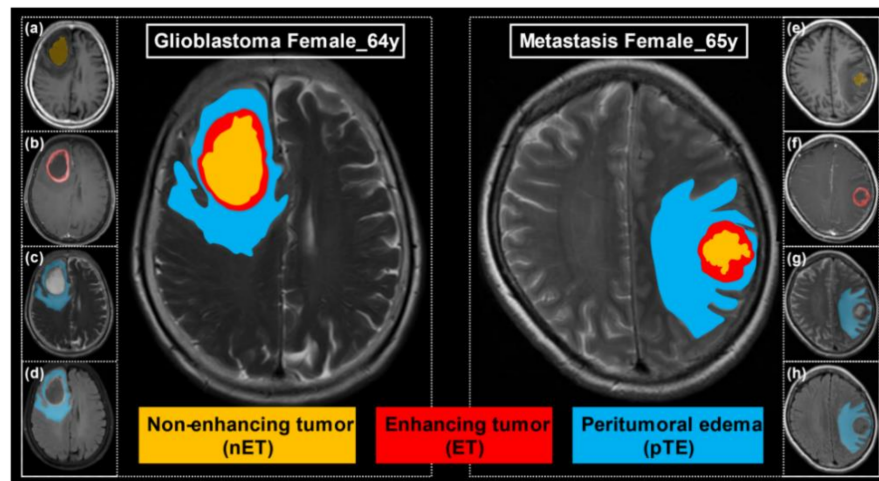 (a)
Glioblastoma Female_64y
Metastasis Female_65y
(e)
(b)
(f)
(c)
(g)
(d)
(h)
Non-enhancing tumor
(nET)
Enhancing tumor
(ET)
Peritumoral edema
(pTE)